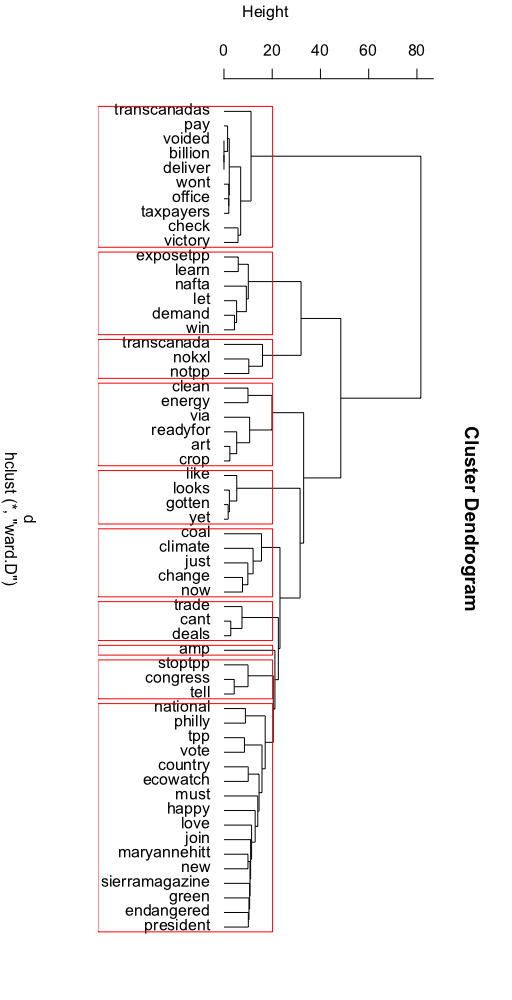 Height
0 20 40 60 80
transcanadas
pay
voided
billion
deliver
wont
office
taxpayers
check
victory
exposetpp
learn
nafta
let
demand
win
transcanada
nokxl
notpp
clean
energy
via
readyfor
art
crop
like
looks
gotten
yet
coal
climate
just
change
now
trade
cant
deals
amp
stoptpp
congress
tell
national
philly
tpp
vote
country
ecowatch
must
happy
love
join
maryannehitt
new
sierramagazine
green
endangered
president
Cluster Dendrogram
d
hclust (*, "ward.D")